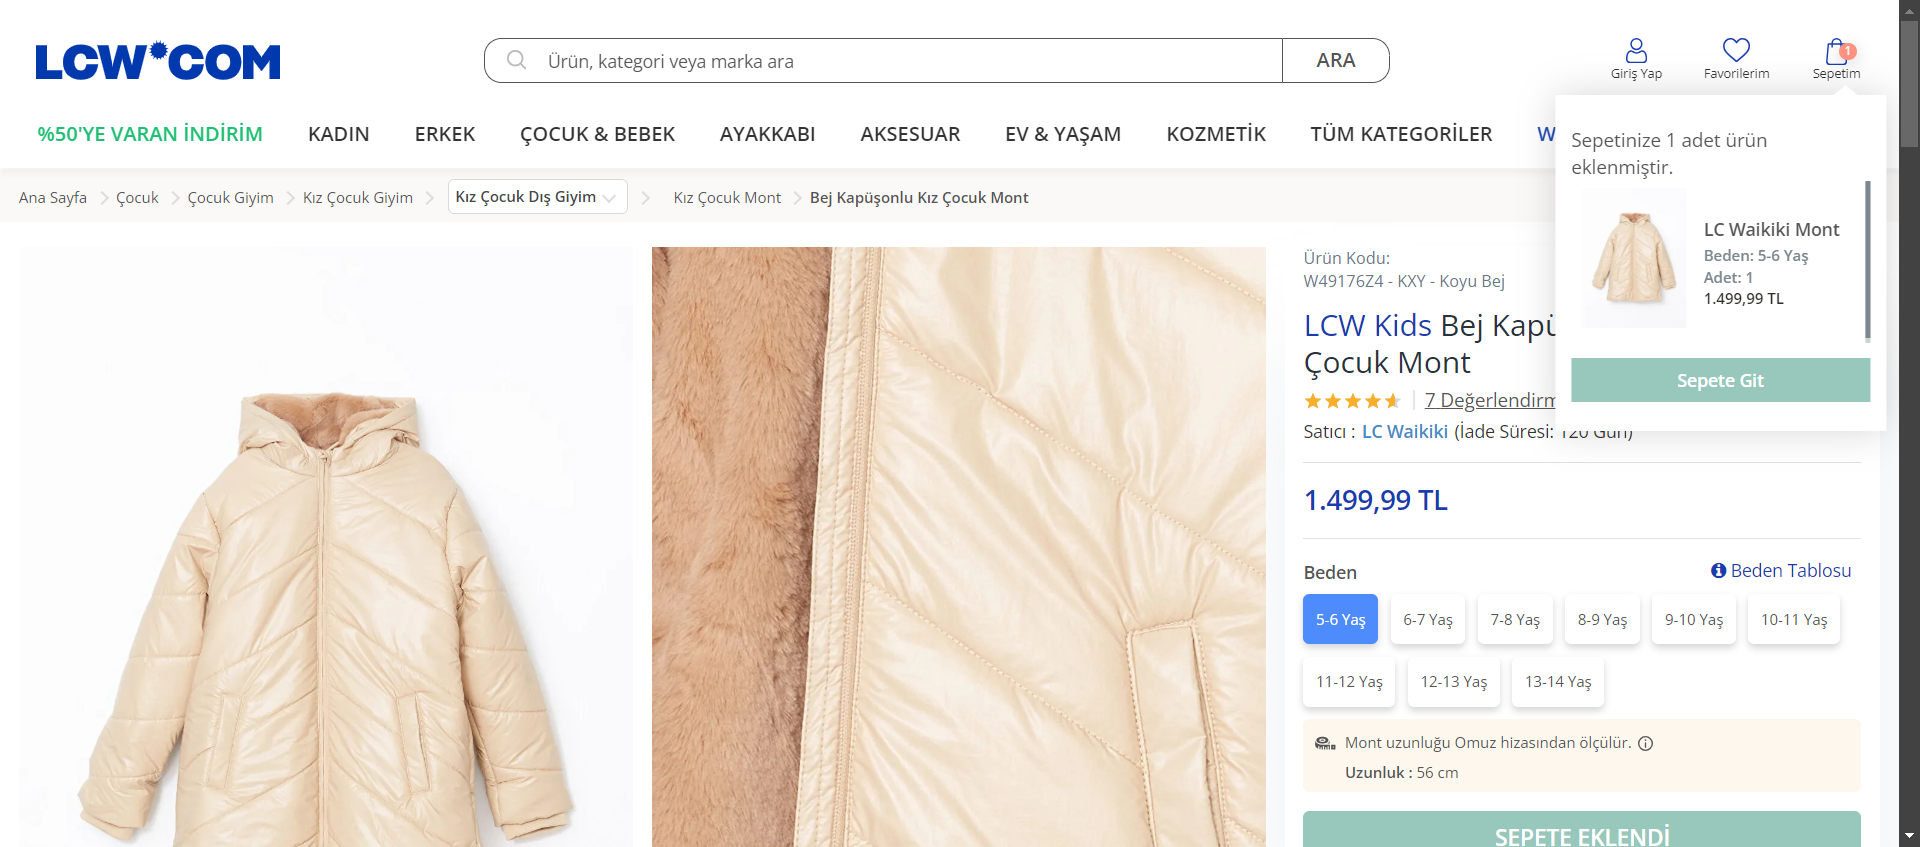 LCW COM
Ürün, kategori veya marka ara
ARA
Giriş Yap
Favorilerim
1
Sepetim
%50'YE VARAN İNDİRİM
KADIN
ERKEK
ÇOCUK & BEBEK
AYAKKABI
AKSESUAR
EV & YAŞAM
KOZMETİK
TÜM KATEGORİLER
W
Sepetinize 1 adet ürün
eklenmiştir.
LC Waikiki Mont
Beden: 5-6 Yaş
Adet: 1
1.499,99 TL
Sepete Git
Ana Sayfa
Çocuk
Çocuk Giyim
Kız Çocuk Giyim
Kız Çocuk Dış Giyim
Kız Çocuk Mont
Bej Kapüşonlu Kız Çocuk Mont
Ürün Kodu:
W49176Z4 - KXY - Koyu Bej
LCW Kids Bej Kapü
Çocuk Mont
7 Değerlendirm
Satıcı : LC Waikiki (İade Süresi: 120 Gün)
1.499,99 TL
Beden
Beden Tablosu
5-6 Yaş
6-7 Yaş
7-8 Yaş
8-9 Yaş
9-10 Yaş
10-11 Yaş
11-12 Yaş
12-13 Yaş
13-14 Yaş
Mont uzunluğu Omuz hizasından ölçülür.
Uzunluk : 56 cm
SEPETE EKLENDİ